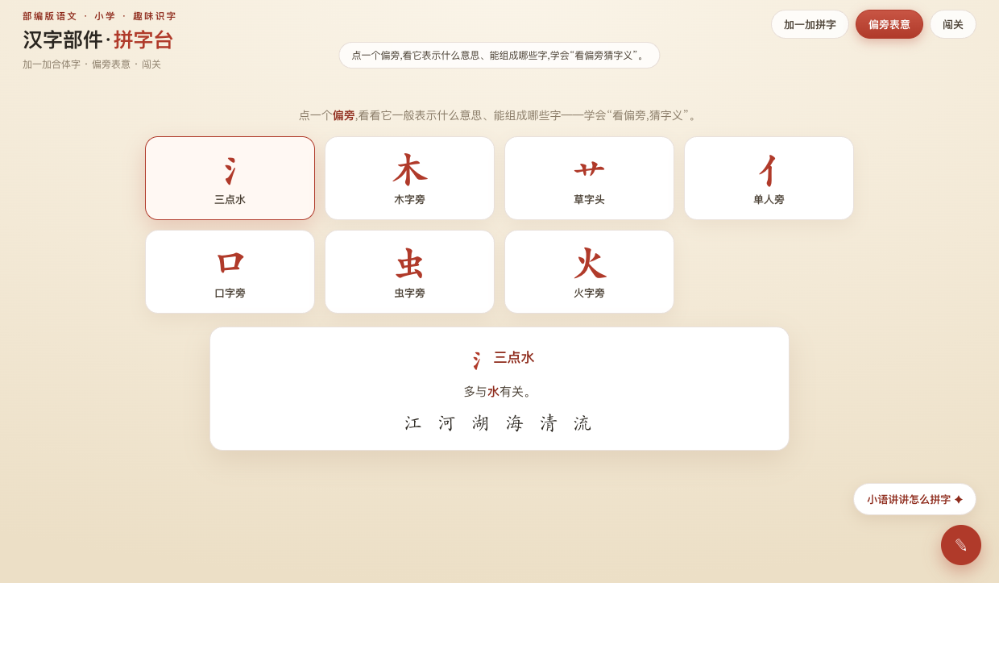 部编版语文 · 小学 · 趣味识字
汉字部件·拼字台
加一加合体字 · 偏旁表意 · 闯关
加一加拼字
偏旁表意
闯关
点一个偏旁,看它表示什么意思、能组成哪些字,学会“看偏旁猜字义”。
点一个偏旁,看看它一般表示什么意思、能组成哪些字——学会“看偏旁,猜字义”。
氵
三点水
木
木字旁
艹
草字头
亻
单人旁
口
口字旁
虫
虫字旁
火
火字旁
氵 三点水
多与水有关。
江 河 湖 海 清 流
小语讲讲怎么拼字 ✦
✎